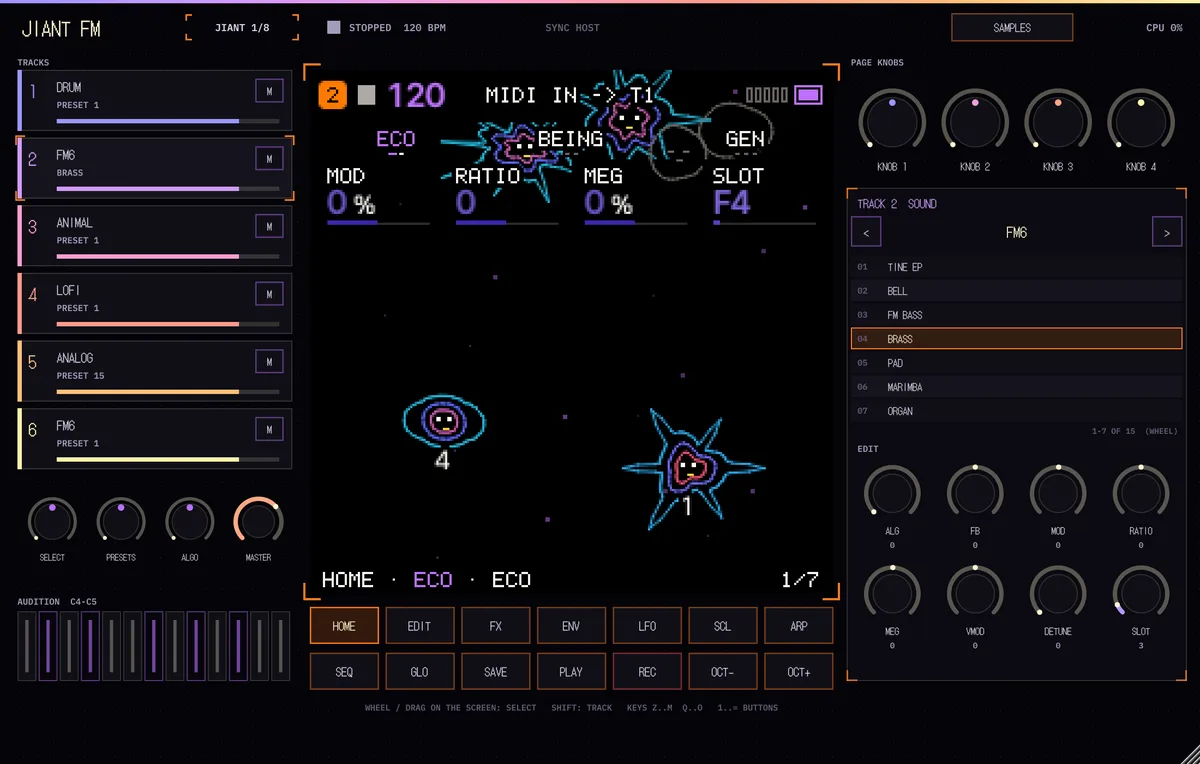 JIANT FM
JIANT 1/8
STOPPED 120 BPM
SYNC HOST
SAMPLES
CPU 0%
TRACKS
1 DRUM
PRESET 1
M
2 FM6
BRASS
M
3 ANIMAL
PRESET 1
M
4 LOFI
PRESET 1
M
5 ANALOG
PRESET 15
M
6 FM6
PRESET 1
M
SELECT PRESETS ALGO MASTER
AUDITION C4-C5
2 120 MIDI IN -> T1
ECO BEING GEN
MOD RATIO MEG SLOT
0 % 0 0 % F4
4
1
HOME · ECO · ECO 1/7
HOME EDIT FX ENV LFO SCL ARP
SEQ GLO SAVE PLAY REC OCT- OCT+
WHEEL / DRAG ON THE SCREEN: SELECT SHIFT: TRACK KEYS Z..M Q..O 1..= BUTTONS
PAGE KNOBS
KNOB 1 KNOB 2 KNOB 3 KNOB 4
TRACK 2 SOUND
< FM6 >
01 TINE EP
02 BELL
03 FM BASS
04 BRASS
05 PAD
06 MARIMBA
07 ORGAN
1-7 OF 15 (WHEEL)
EDIT
ALG FB MOD RATIO
0 0 0 0
MEG VMOD DETUNE SLOT
0 0 0 3